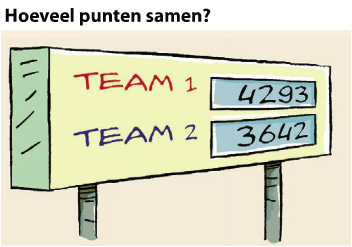 Hoeveel punten samen?
TEAM 1 4293
TEAM 2 3642